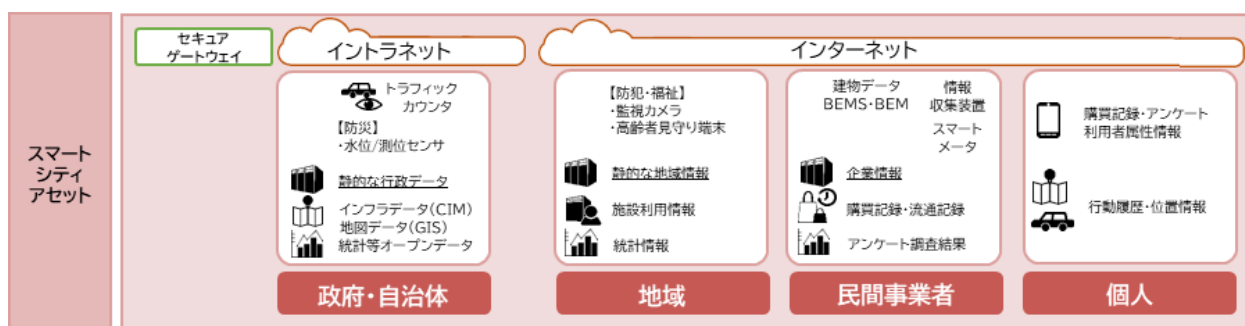 スマート
シティ
アセット
セキュア
ゲートウェイ
イントラネット
インターネット
トラフィック
カウンタ
【防災】
・水位/測位センサ
静的な行政データ
インフラデータ(CIM)
地図データ(GIS)
統計等オープンデータ
政府・自治体
【防犯・福祉】
・監視カメラ
・高齢者見守り端末
静的な地域情報
施設利用情報
統計情報
地域
建物データ
BEMS・BEM
情報
収集装置
スマート
メータ
企業情報
購買記録・流通記録
アンケート調査結果
民間事業者
購買記録・アンケート
利用者属性情報
行動履歴・位置情報
個人